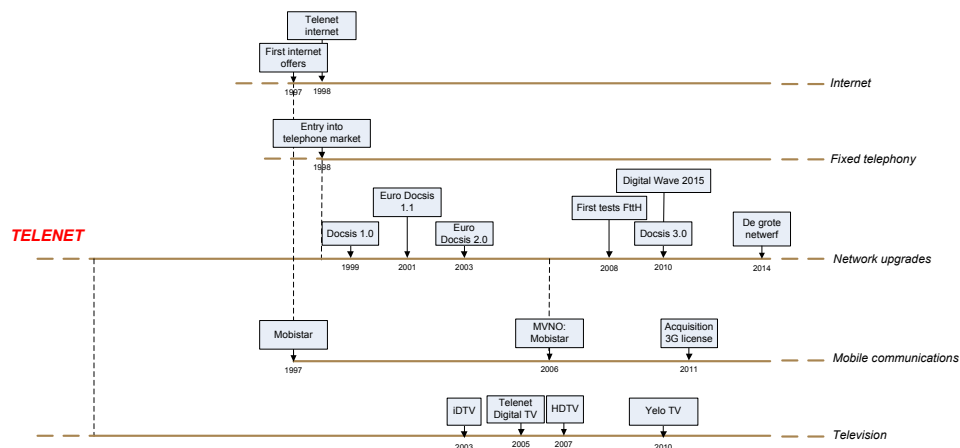 Telenet
internet
First internet
offers
1997
1998
Internet
Entry into
telephone market
1998
Fixed telephony
Digital Wave 2015
Euro Docsis
1.1
First tests FttH
De grote
netwerf
Docsis 1.0
Euro
Docsis 2.0
Docsis 3.0
TELENET
1999
2001
2003
2008
2010
2014
Network upgrades
Mobistar
MVNO:
Mobistar
Acquisition
3G license
1997
2006
2011
Mobile communications
iDTV
Telenet
Digital TV
HDTV
Yelo TV
2003
2005
2007
2010
Television